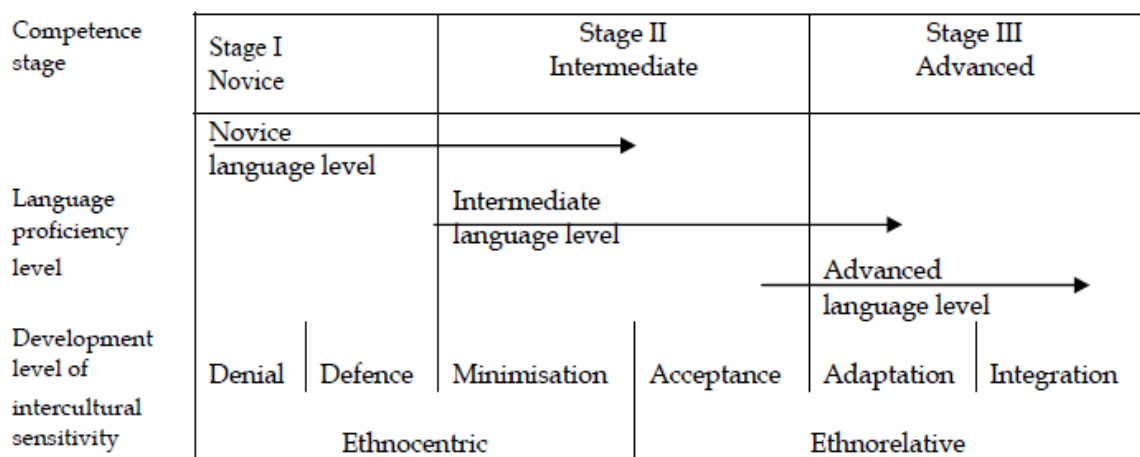 Competence
stage
Stage I
Novice
Stage II
Intermediate
Stage III
Advanced
Language
proficiency
level
Novice
language level
Intermediate
language level
Advanced
language level
Development
level of
intercultural
sensitivity
Denial
Defence
Minimisation
Acceptance
Adaptation
Integration
Ethnocentric
Ethnorelative